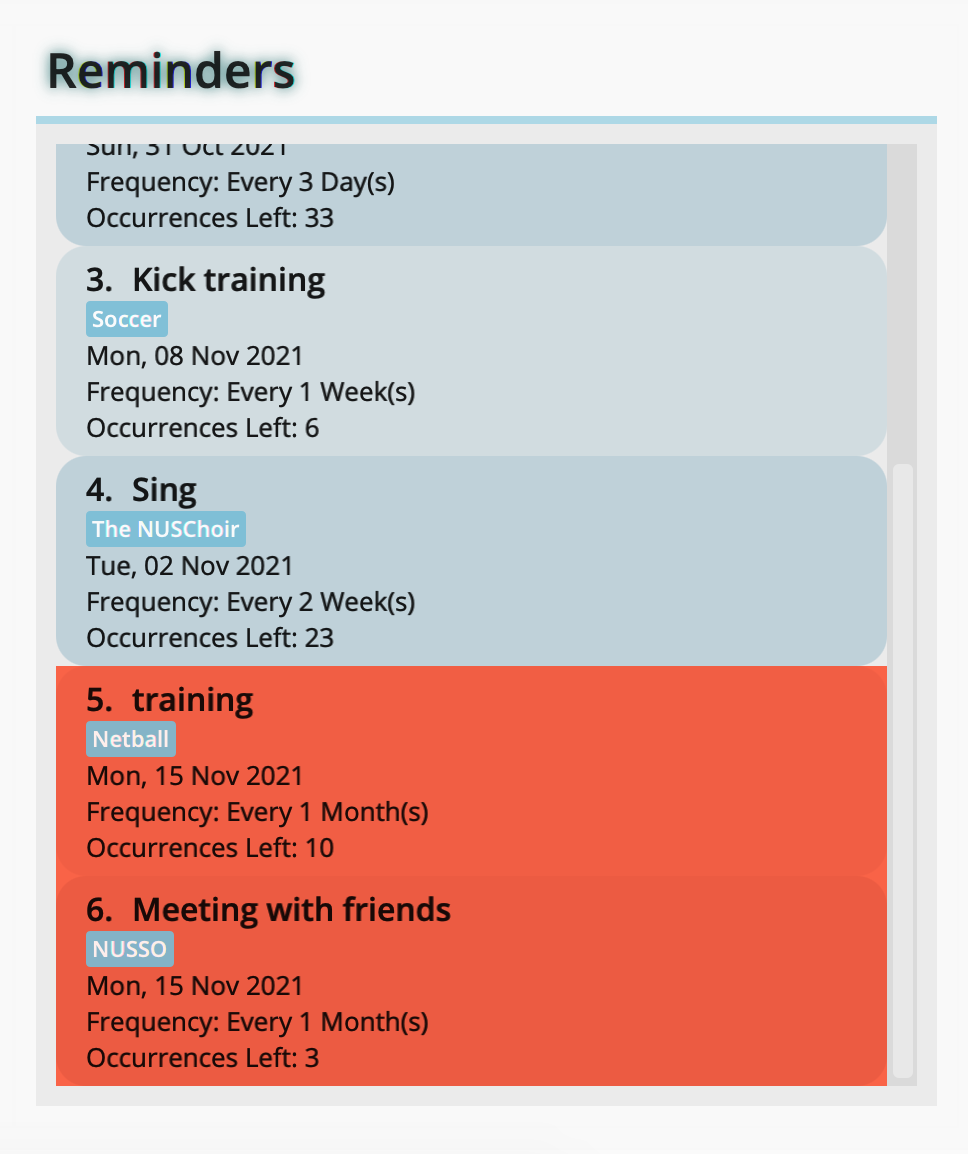 Reminders
Sun, 31 Oct 2021
Frequency: Every 3 Day(s)
Occurrences Left: 33
3. Kick training
Soccer
Mon, 08 Nov 2021
Frequency: Every 1 Week(s)
Occurrences Left: 6
4. Sing
The NUSChoir
Tue, 02 Nov 2021
Frequency: Every 2 Week(s)
Occurrences Left: 23
5. training
Netball
Mon, 15 Nov 2021
Frequency: Every 1 Month(s)
Occurrences Left: 10
6. Meeting with friends
NUSSO
Mon, 15 Nov 2021
Frequency: Every 1 Month(s)
Occurrences Left: 3